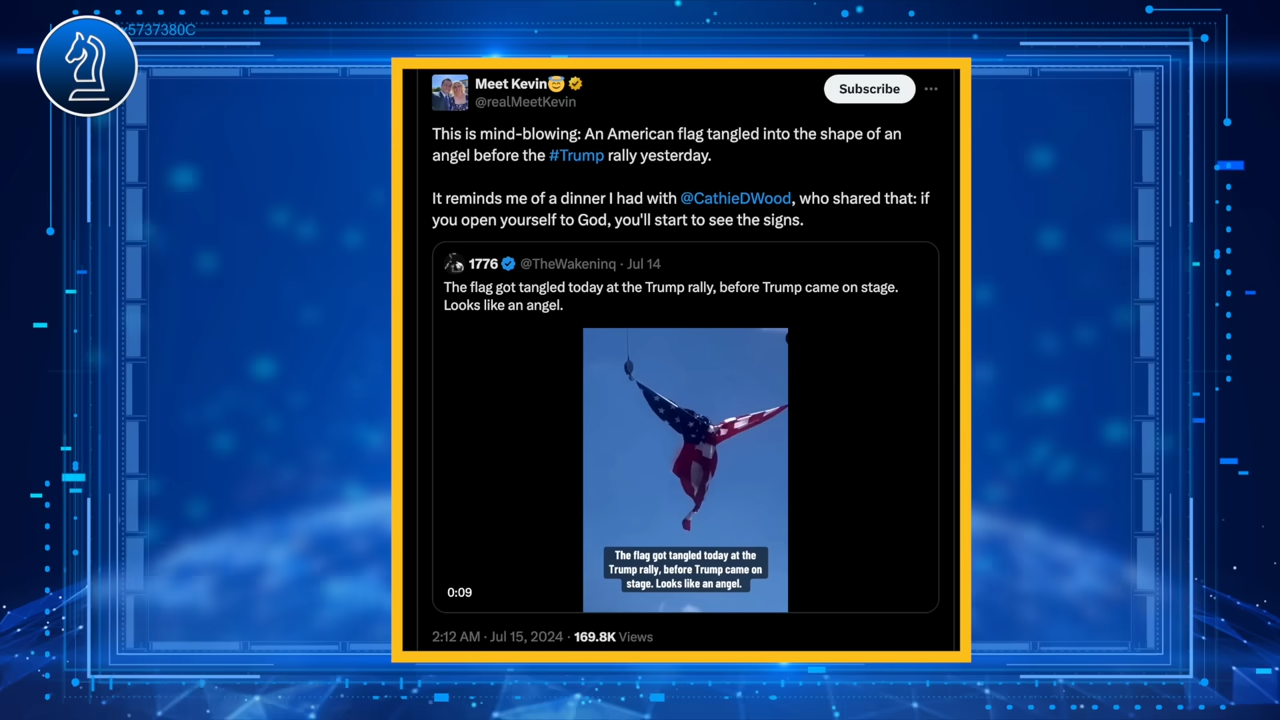 5737380C
Meet Kevin😇
@realMeetKevin
Subscribe
This is mind-blowing: An American flag tangled into the shape of an
angel before the #Trump rally yesterday.
It reminds me of a dinner I had with @CathieDWood, who shared that: if
you open yourself to God, you'll start to see the signs.
1776 @TheWakeninq · Jul 14
The flag got tangled today at the Trump rally, before Trump came on stage.
Looks like an angel.
The flag got tangled today at the
Trump rally, before Trump came on
stage. Looks like an angel.
0:09
2:12 AM · Jul 15, 2024 · 169.8K Views